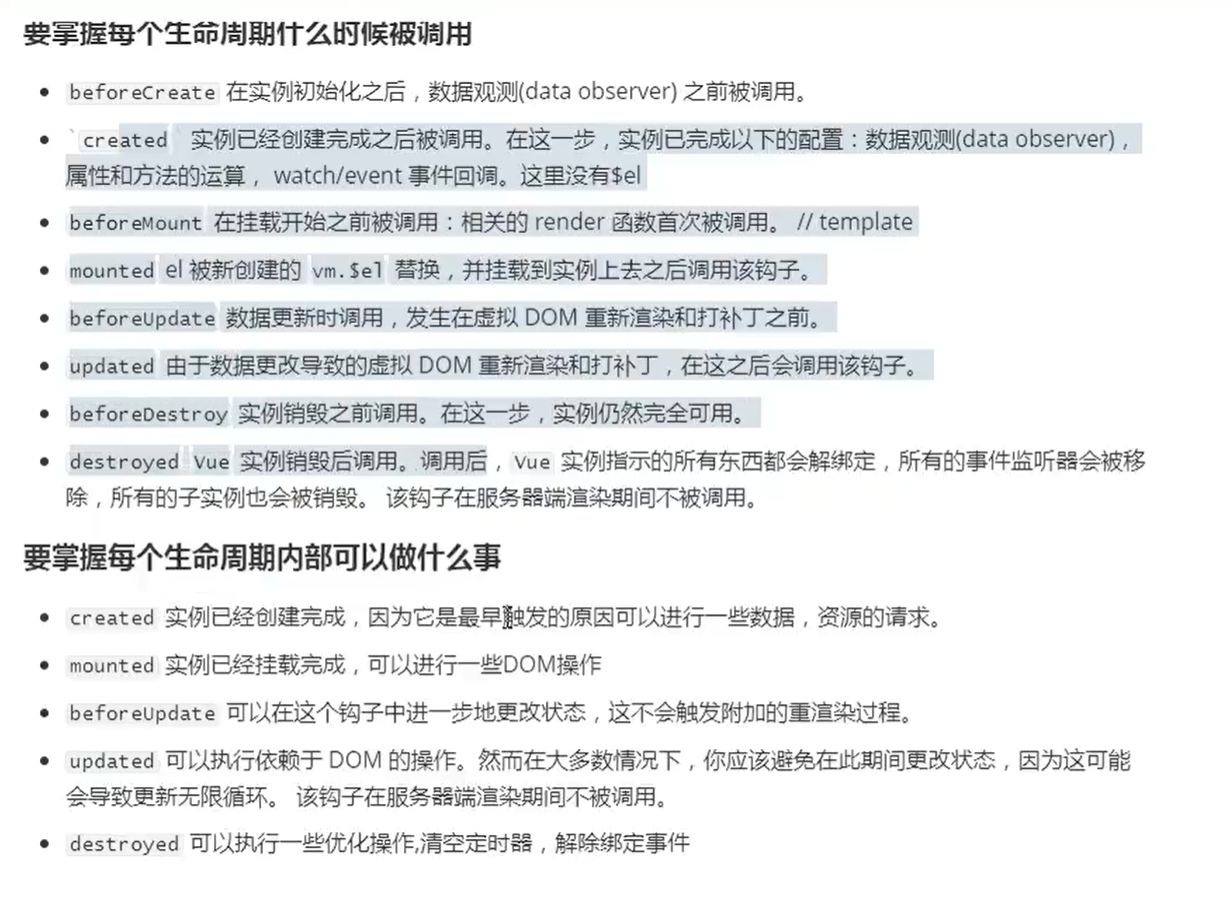 要掌握每个生命周期什么时候被调用
beforeCreate 在实例初始化之后，数据观测(data observer) 之前被调用。
`created` 实例已经创建完成之后被调用。在这一步，实例已完成以下的配置：数据观测(data observer)，
属性和方法的运算， watch/event 事件回调。这里没有$el
beforeMount 在挂载开始之前被调用：相关的 render 函数首次被调用。 // template
mounted el 被新创建的 vm.$el 替换，并挂载到实例上去之后调用该钩子。
beforeUpdate 数据更新时调用，发生在虚拟 DOM 重新渲染和打补丁之前。
updated 由于数据更改导致的虚拟 DOM 重新渲染和打补丁，在这之后会调用该钩子。
beforeDestroy 实例销毁之前调用。在这一步，实例仍然完全可用。
destroyed Vue 实例销毁后调用。调用后，Vue 实例指示的所有东西都会解绑定，所有的事件监听器会被移
除，所有的子实例也会被销毁。 该钩子在服务器端渲染期间不被调用。
要掌握每个生命周期内部可以做什么事
created 实例已经创建完成，因为它是最早触发的原因可以进行一些数据，资源的请求。
mounted 实例已经挂载完成，可以进行一些DOM操作
beforeUpdate 可以在这个钩子中进一步地更改状态，这不会触发附加的重渲染过程。
updated 可以执行依赖于 DOM 的操作。然而在大多数情况下，你应该避免在此期间更改状态，因为这可能
会导致更新无限循环。 该钩子在服务器端渲染期间不被调用。
destroyed 可以执行一些优化操作,清空定时器，解除绑定事件